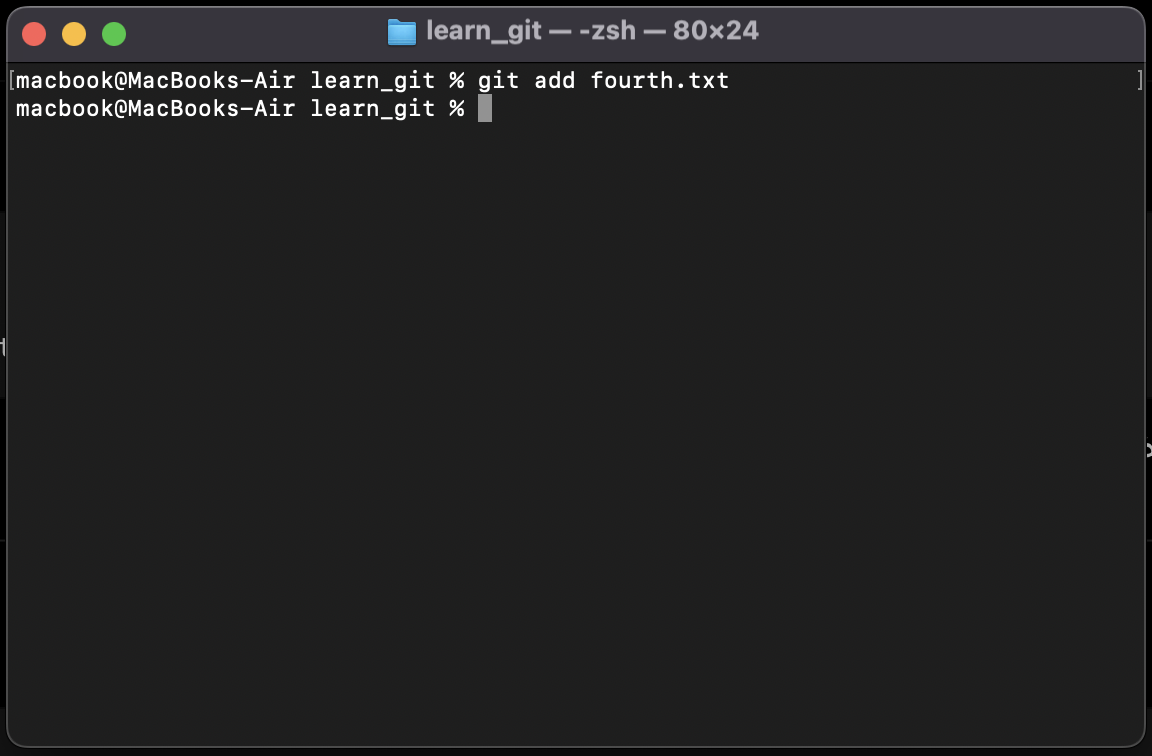 learn_git — -zsh — 80×24
[macbook@MacBooks-Air learn_git % git add fourth.txt ]
macbook@MacBooks-Air learn_git %